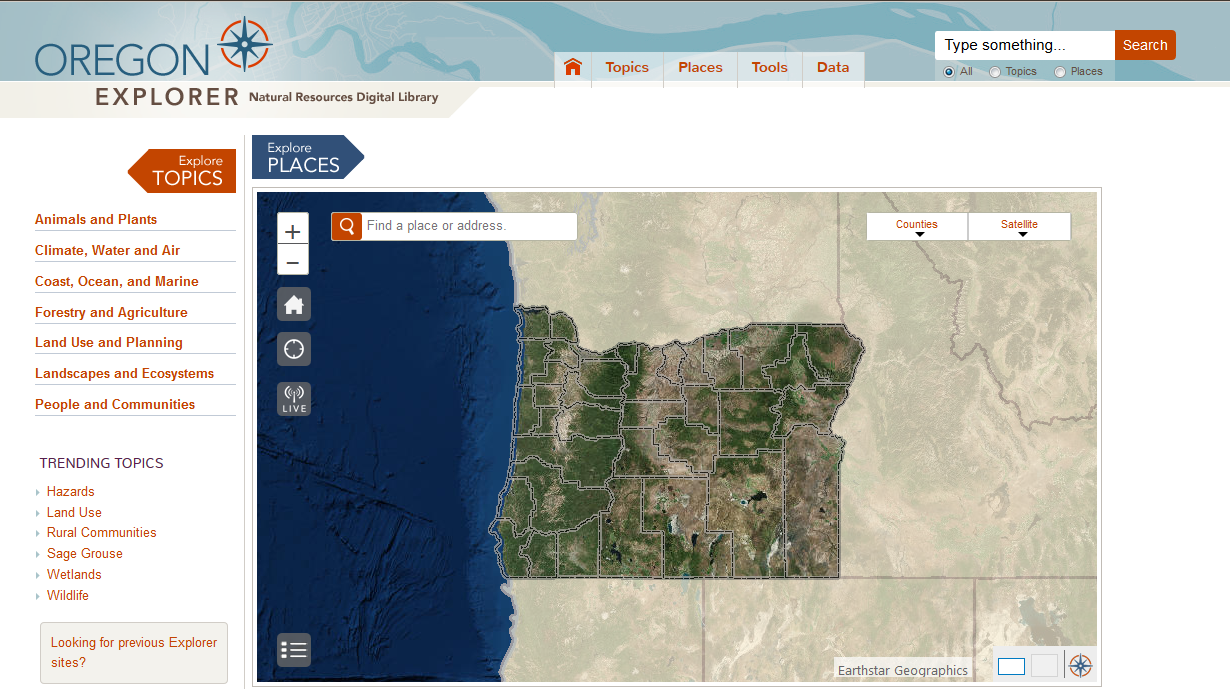 OREGON
EXPLORER Natural Resources Digital Library
Topics Places Tools Data
Type something... Search
All Topics Places
Explore
TOPICS
Animals and Plants
Climate, Water and Air
Coast, Ocean, and Marine
Forestry and Agriculture
Land Use and Planning
Landscapes and Ecosystems
People and Communities
TRENDING TOPICS
Hazards
Land Use
Rural Communities
Sage Grouse
Wetlands
Wildlife
Looking for previous Explorer
sites?
Explore
PLACES
+
−
Find a place or address.
Counties
Satellite
LIVE
Earthstar Geographics